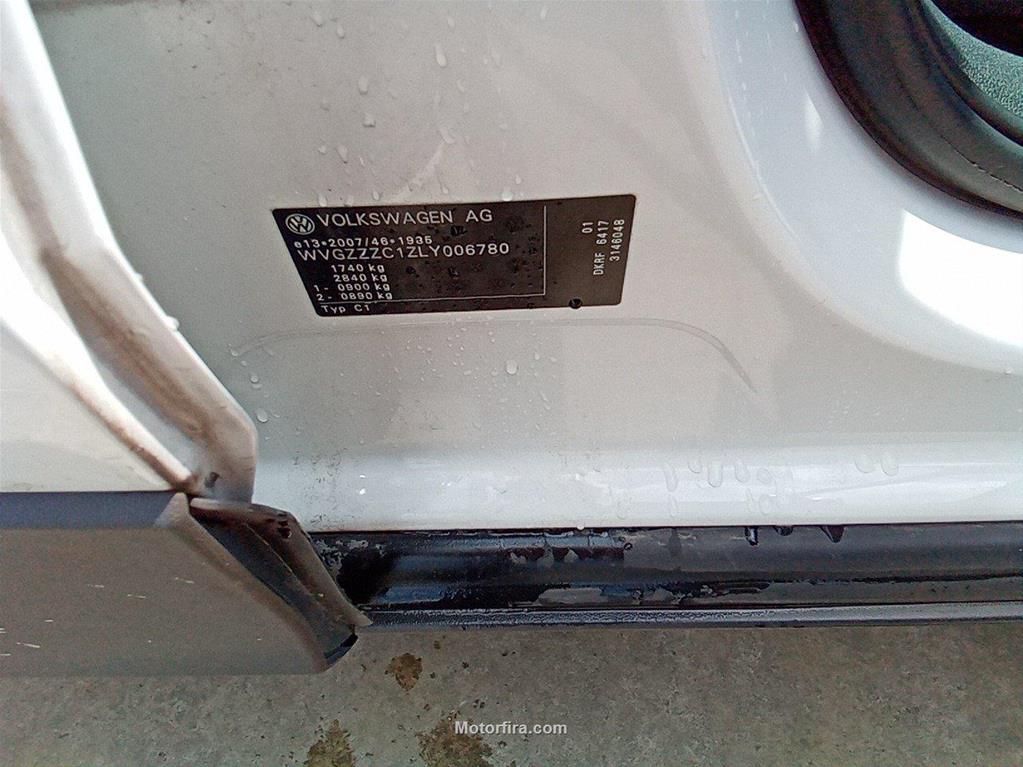 VOLKSWAGEN AG
e13*2007/46*1935
WVGZZZC1ZLY006780
1740 kg
2840 kg
1 - 0900 kg
2 - 0890 kg
Typ C1
01
DKRF 6417
3146048
Motorfira.com